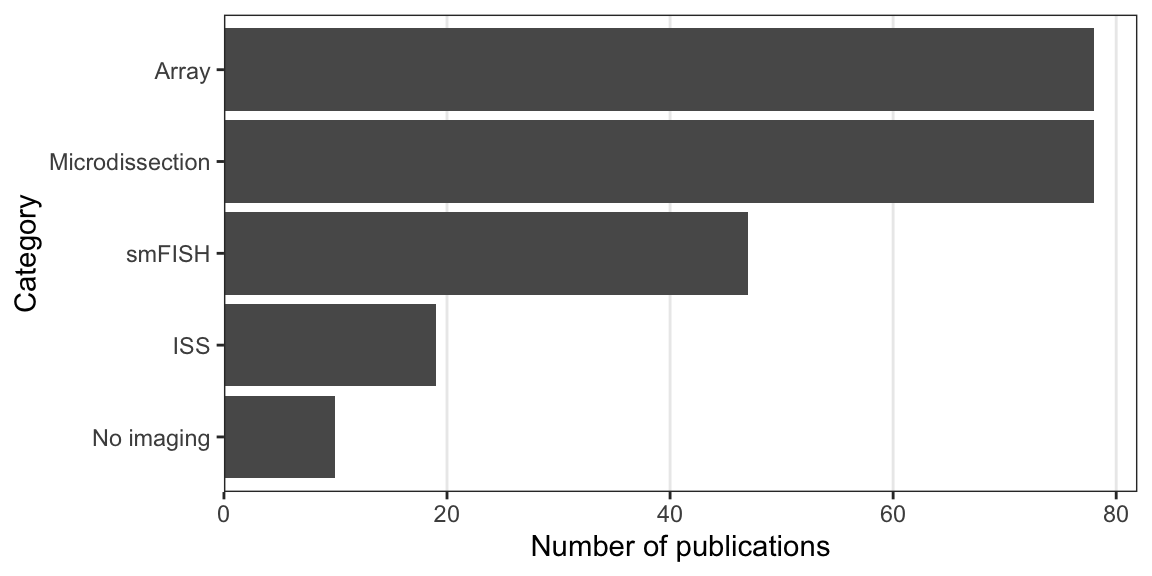 Array
Microdissection
smFISH
ISS
No imaging
Category
0 20 40 60 80
Number of publications